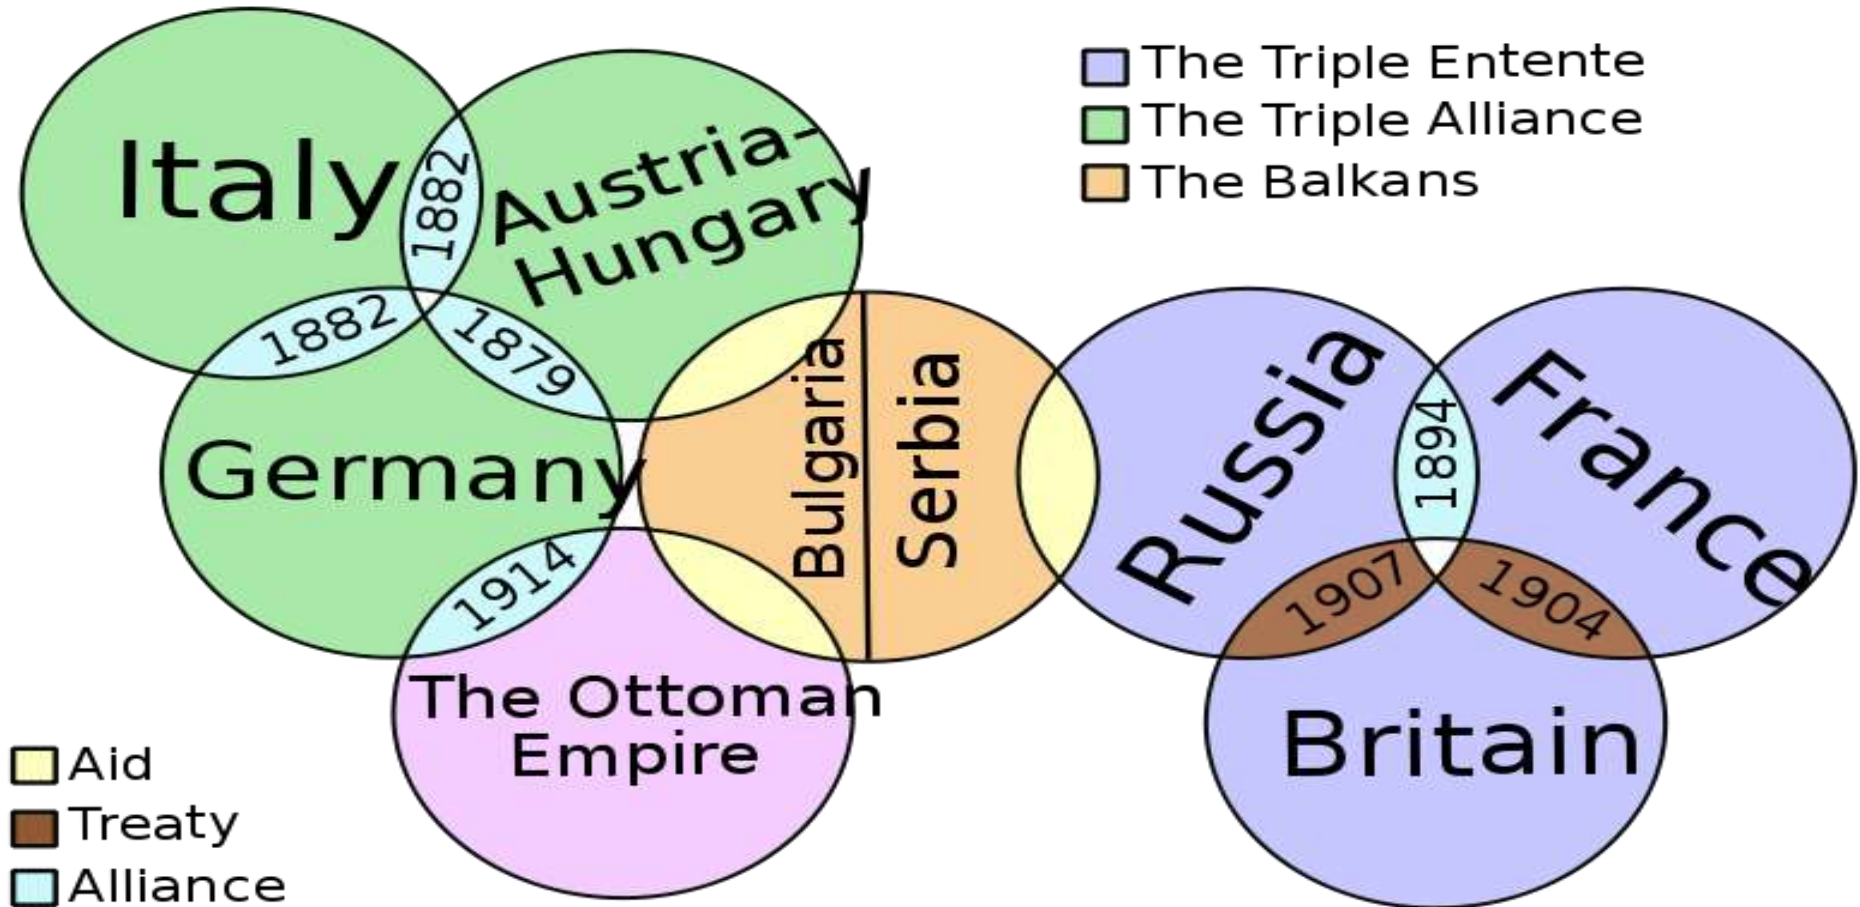 Italy
1882
Austria-
Hungary
1882
1879
Germany
1914
The Ottoman
Empire
Bulgaria
Serbia
The Triple Entente
The Triple Alliance
The Balkans
Russia
1894
France
1907
1904
Britain
Aid
Treaty
Alliance